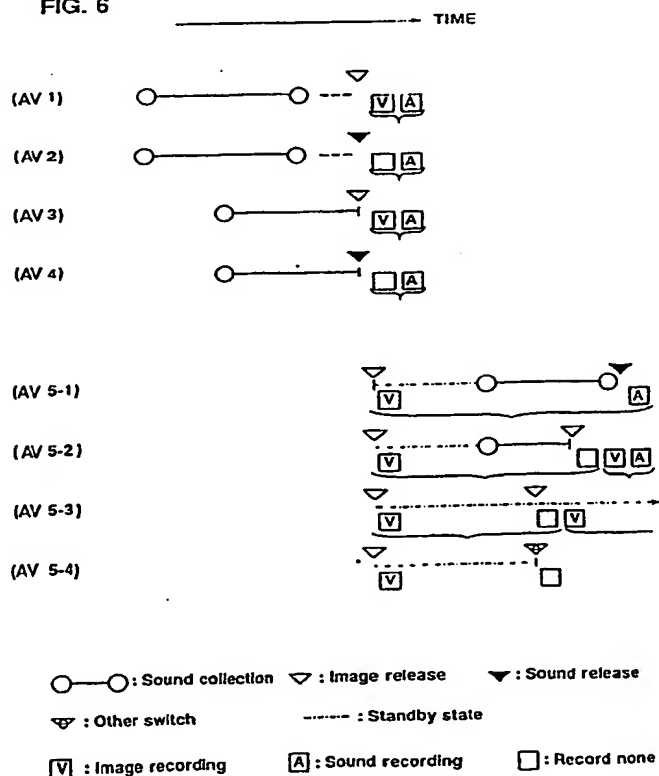 FIG. 6
TIME
(AV 1)
V A
(AV 2)
A
(AV 3)
V A
(AV 4)
A
(AV 5-1)
V
A
(AV 5-2)
V
V A
(AV 5-3)
V
V
(AV 5-4)
V
: Sound collection : Image release : Sound release
: Other switch : Standby state
V : Image recording A : Sound recording : Record none